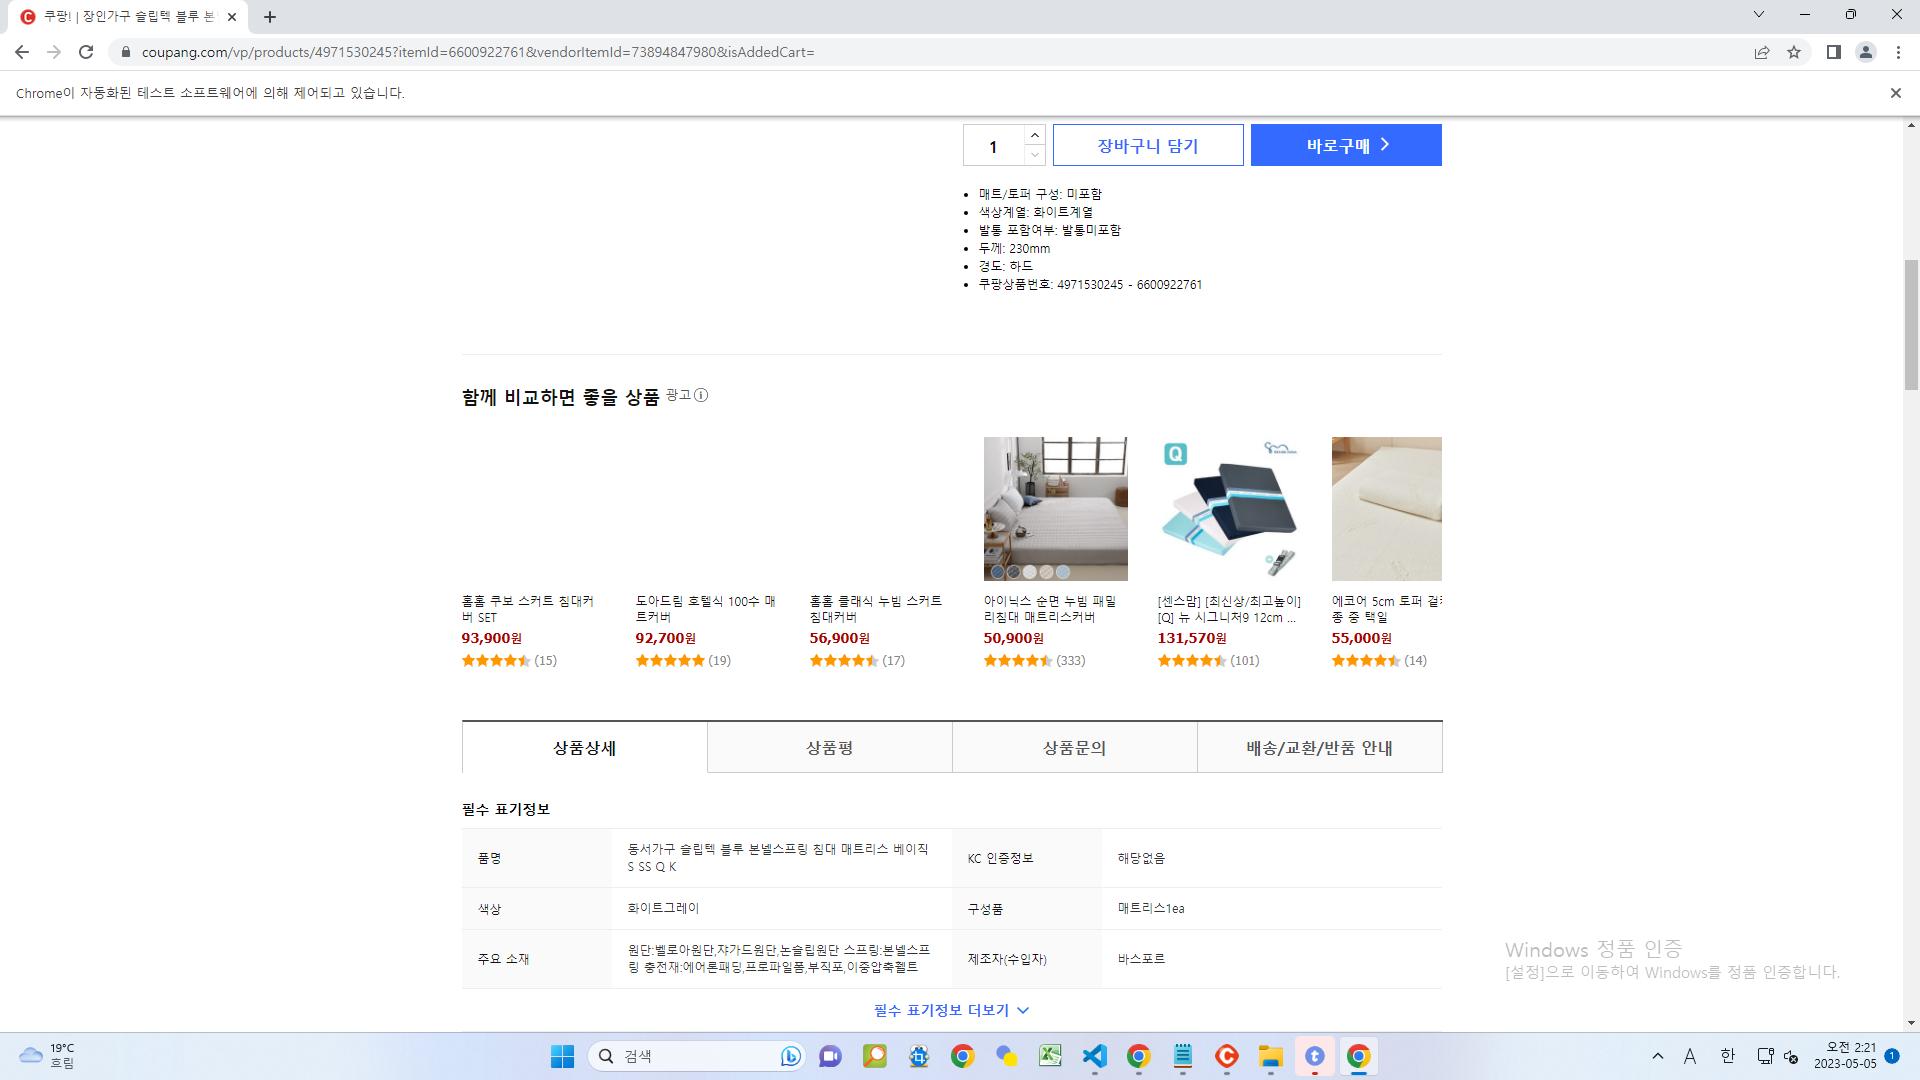 쿠팡! | 장인가구 슬립텍 블루 본
coupang.com/vp/products/4971530245?itemId=6600922761&vendorItemId=73894847980&isAddedCart=
Chrome이 자동화된 테스트 소프트웨어에 의해 제어되고 있습니다.
1
장바구니 담기
바로구매
매트/토퍼 구성: 미포함
색상계열: 화이트계열
발통 포함여부: 발통미포함
두께: 230mm
경도: 하드
쿠팡상품번호: 4971530245 - 6600922761
함께 비교하면 좋을 상품 광고
Q
홈홈 쿠보 스커트 침대커
버 SET
93,900원
(15)
도아드림 호텔식 100수 매
트커버
92,700원
(19)
홈홈 클래식 누빔 스커트
침대커버
56,900원
(17)
아이닉스 순면 누빔 패밀
리침대 매트리스커버
50,900원
(333)
[센스맘] [최신상/최고높이]
[Q] 뉴 시그니처9 12cm ...
131,570원
(101)
에코어 5cm 토퍼 겉
종 중 택일
55,000원
(14)
상품상세
상품평
상품문의
배송/교환/반품 안내
필수 표기정보
품명
동서가구 슬립텍 블루 본넬스프링 침대 매트리스 베이직
S SS Q K
KC 인증정보
해당없음
색상
화이트그레이
구성품
매트리스1ea
주요 소재
원단:벨로아원단,쟈가드원단,논슬립원단 스프링:본넬스프
링 충전재:에어론패딩,프로파일폼,부직포,이중압축휄트
제조자(수입자)
바스포르
필수 표기정보 더보기
Windows 정품 인증
[설정]으로 이동하여 Windows를 정품 인증합니다.
19°C
흐림
검색
A
한
오전 2:21
2023-05-05
1